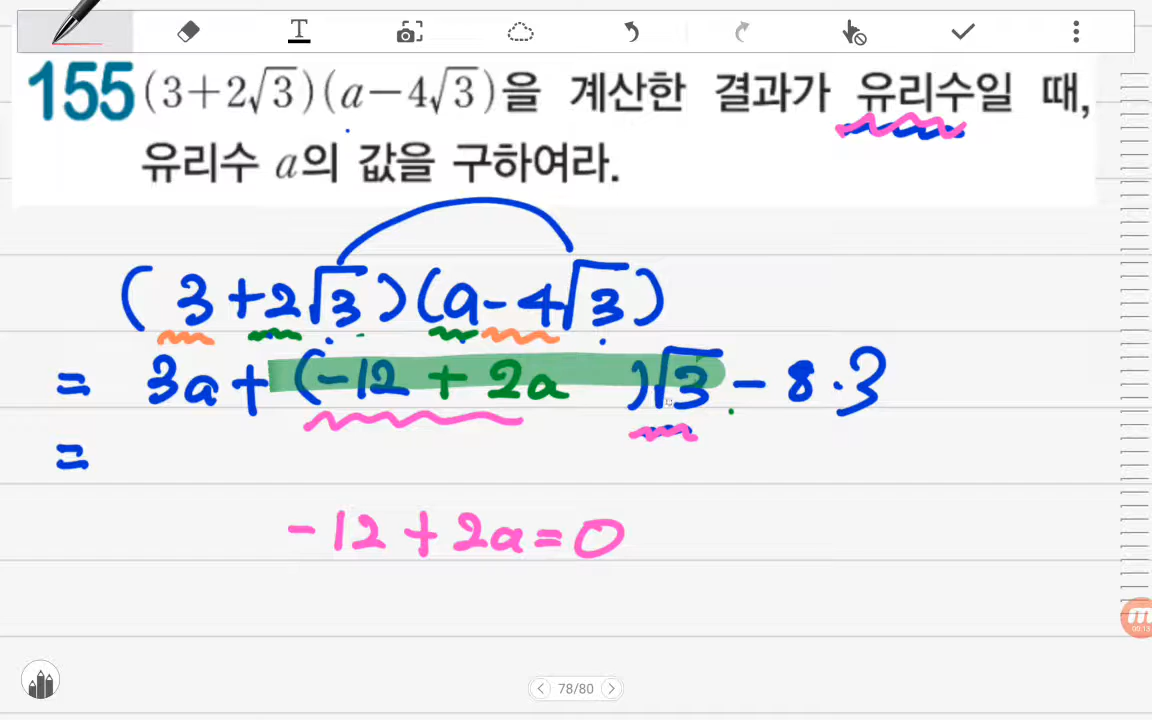 T
155 (3+2√3)(a−4√3)을 계산한 결과가 유리수일 때,
유리수 a의 값을 구하여라.
(3+2√3)(a-4√3)
= 3a+(-12+2a )√3-8·3
=
-12+2a=0
78/80
00:13